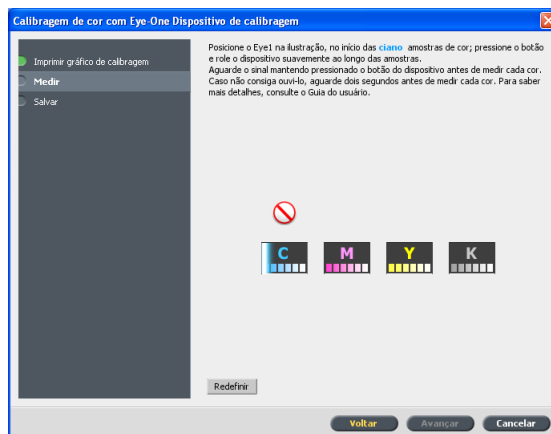 Calibragem de cor com Eye-One Dispositivo de calibragem
Imprimir gráfico de calibragem
Medir
Salvar
Posicione o Eye1 na ilustração, no início das ciano amostras de cor; pressione o botão
e role o dispositivo suavemente ao longo das amostras.
Aguarde o sinal mantendo pressionado o botão do dispositivo antes de medir cada cor.
Caso não consiga ouvi-lo, aguarde dois segundos antes de medir cada cor. Para saber
mais detalhes, consulte o Guia do usuário.
C M Y K
Redefinir
Voltar Avançar Cancelar